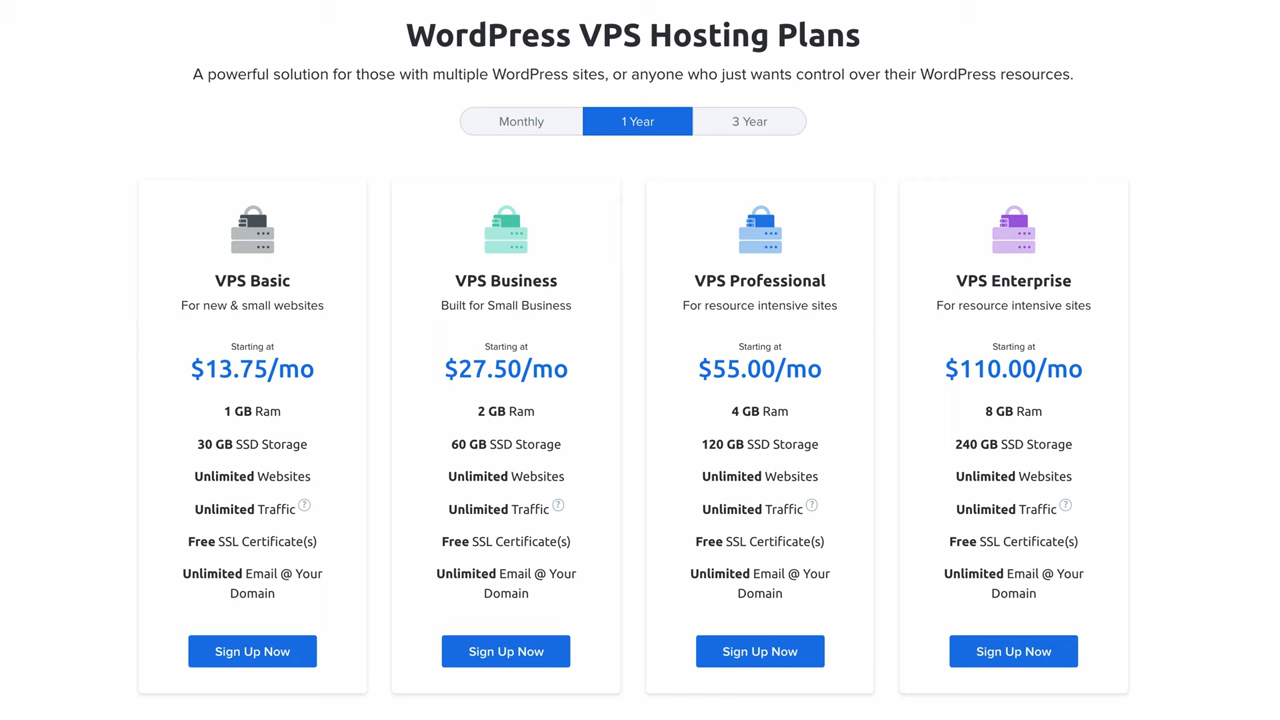 WordPress VPS Hosting Plans
A powerful solution for those with multiple WordPress sites, or anyone who just wants control over their WordPress resources.
Monthly
1 Year
3 Year
VPS Basic
For new & small websites
Starting at
$13.75/mo
1 GB Ram
30 GB SSD Storage
Unlimited Websites
Unlimited Traffic ?
Free SSL Certificate(s)
Unlimited Email @ Your
Domain
Sign Up Now
VPS Business
Built for Small Business
Starting at
$27.50/mo
2 GB Ram
60 GB SSD Storage
Unlimited Websites
Unlimited Traffic ?
Free SSL Certificate(s)
Unlimited Email @ Your
Domain
Sign Up Now
VPS Professional
For resource intensive sites
Starting at
$55.00/mo
4 GB Ram
120 GB SSD Storage
Unlimited Websites
Unlimited Traffic ?
Free SSL Certificate(s)
Unlimited Email @ Your
Domain
Sign Up Now
VPS Enterprise
For resource intensive sites
Starting at
$110.00/mo
8 GB Ram
240 GB SSD Storage
Unlimited Websites
Unlimited Traffic ?
Free SSL Certificate(s)
Unlimited Email @ Your
Domain
Sign Up Now